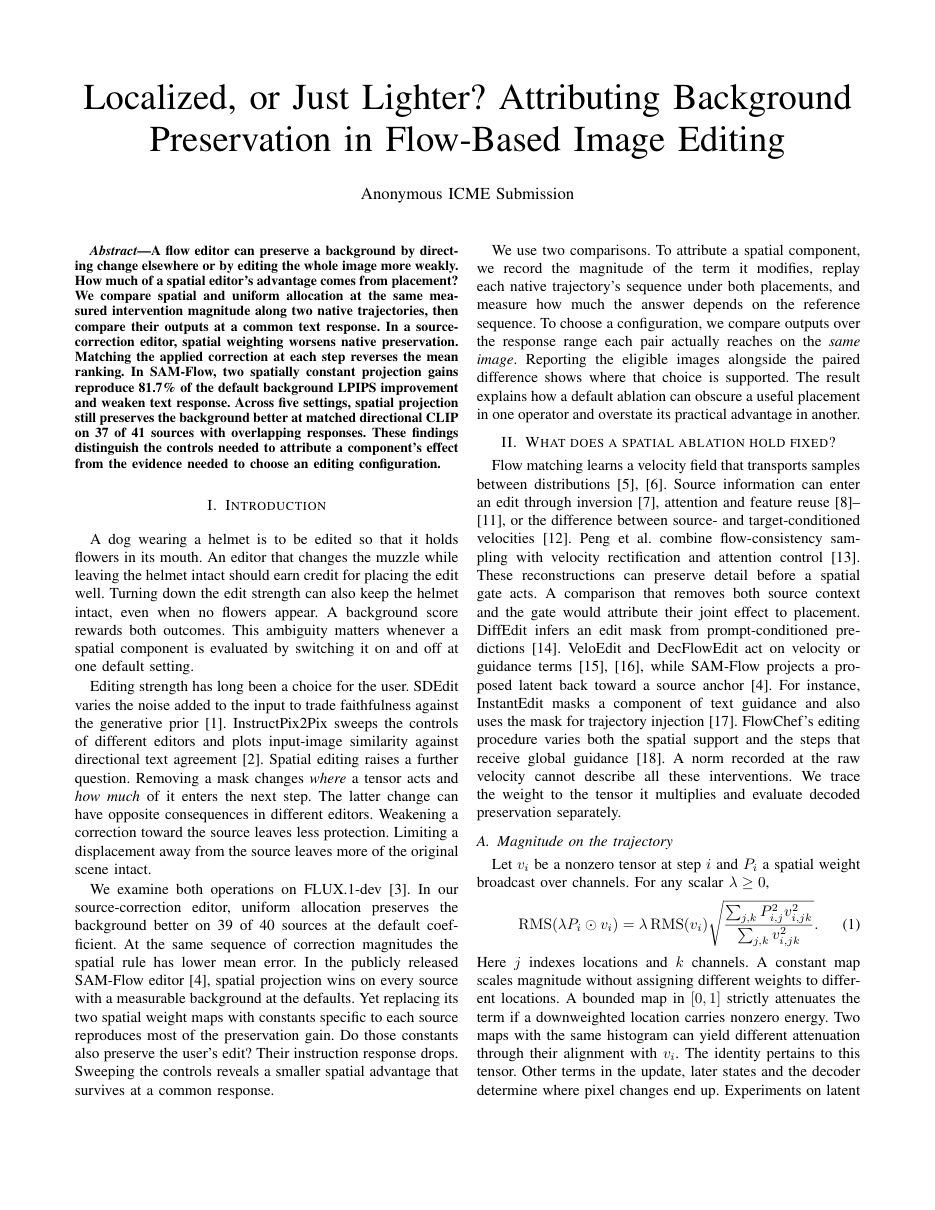 Localized, or Just Lighter? Attributing Background
Preservation in Flow-Based Image Editing
Anonymous ICME Submission
Abstract—A flow editor can preserve a background by direct-
ing change elsewhere or by editing the whole image more weakly.
How much of a spatial editor's advantage comes from placement?
We compare spatial and uniform allocation at the same mea-
sured intervention magnitude along two native trajectories, then
compare their outputs at a common text response. In a source-
correction editor, spatial weighting worsens native preservation.
Matching the applied correction at each step reverses the mean
ranking. In SAM-Flow, two spatially constant projection gains
reproduce 81.7% of the default background LPIPS improvement
and weaken text response. Across five settings, spatial projection
still preserves the background better at matched directional CLIP
on 37 of 41 sources with overlapping responses. These findings
distinguish the controls needed to attribute a component's effect
from the evidence needed to choose an editing configuration.
I. INTRODUCTION
A dog wearing a helmet is to be edited so that it holds
flowers in its mouth. An editor that changes the muzzle while
leaving the helmet intact should earn credit for placing the edit
well. Turning down the edit strength can also keep the helmet
intact, even when no flowers appear. A background score
rewards both outcomes. This ambiguity matters whenever a
spatial component is evaluated by switching it on and off at
one default setting.
Editing strength has long been a choice for the user. SDEdit
varies the noise added to the input to trade faithfulness against
the generative prior [1]. InstructPix2Pix sweeps the controls
of different editors and plots input-image similarity against
directional text agreement [2]. Spatial editing raises a further
question. Removing a mask changes where a tensor acts and
how much of it enters the next step. The latter change can
have opposite consequences in different editors. Weakening a
correction toward the source leaves less protection. Limiting a
displacement away from the source leaves more of the original
scene intact.
We examine both operations on FLUX.1-dev [3]. In our
source-correction editor, uniform allocation preserves the
background better on 39 of 40 sources at the default coef-
ficient. At the same sequence of correction magnitudes the
spatial rule has lower mean error. In the publicly released
SAM-Flow editor [4], spatial projection wins on every source
with a measurable background at the defaults. Yet replacing its
two spatial weight maps with constants specific to each source
reproduces most of the preservation gain. Do those constants
also preserve the user's edit? Their instruction response drops.
Sweeping the controls reveals a smaller spatial advantage that
survives at a common response.
We use two comparisons. To attribute a spatial component,
we record the magnitude of the term it modifies, replay
each native trajectory's sequence under both placements, and
measure how much the answer depends on the reference
sequence. To choose a configuration, we compare outputs over
the response range each pair actually reaches on the same
image. Reporting the eligible images alongside the paired
difference shows where that choice is supported. The result
explains how a default ablation can obscure a useful placement
in one operator and overstate its practical advantage in another.
II. WHAT DOES A SPATIAL ABLATION HOLD FIXED?
Flow matching learns a velocity field that transports samples
between distributions [5], [6]. Source information can enter
an edit through inversion [7], attention and feature reuse [8]–
[11], or the difference between source- and target-conditioned
velocities [12]. Peng et al. combine flow-consistency sam-
pling with velocity rectification and attention control [13].
These reconstructions can preserve detail before a spatial
gate acts. A comparison that removes both source context
and the gate would attribute their joint effect to placement.
DiffEdit infers an edit mask from prompt-conditioned pre-
dictions [14]. VeloEdit and DecFlowEdit act on velocity or
guidance terms [15], [16], while SAM-Flow projects a pro-
posed latent back toward a source anchor [4]. For instance,
InstantEdit masks a component of text guidance and also
uses the mask for trajectory injection [17]. FlowChef's editing
procedure varies both the spatial support and the steps that
receive global guidance [18]. A norm recorded at the raw
velocity cannot describe all these interventions. We trace
the weight to the tensor it multiplies and evaluate decoded
preservation separately.
A. Magnitude on the trajectory
Let v_i be a nonzero tensor at step i and P_i a spatial weight
broadcast over channels. For any scalar λ ≥ 0,
RMS(λP_i ⊙ v_i) = λ RMS(v_i) √(∑_{j,k} P²_{i,j} v²_{i,jk} / ∑_{j,k} v²_{i,jk}). (1)
Here j indexes locations and k channels. A constant map
scales magnitude without assigning different weights to differ-
ent locations. A bounded map in [0, 1] strictly attenuates the
term if a downweighted location carries nonzero energy. Two
maps with the same histogram can yield different attenuation
through their alignment with v_i. The identity pertains to this
tensor. Other terms in the update, later states and the decoder
determine where pixel changes end up. Experiments on latent